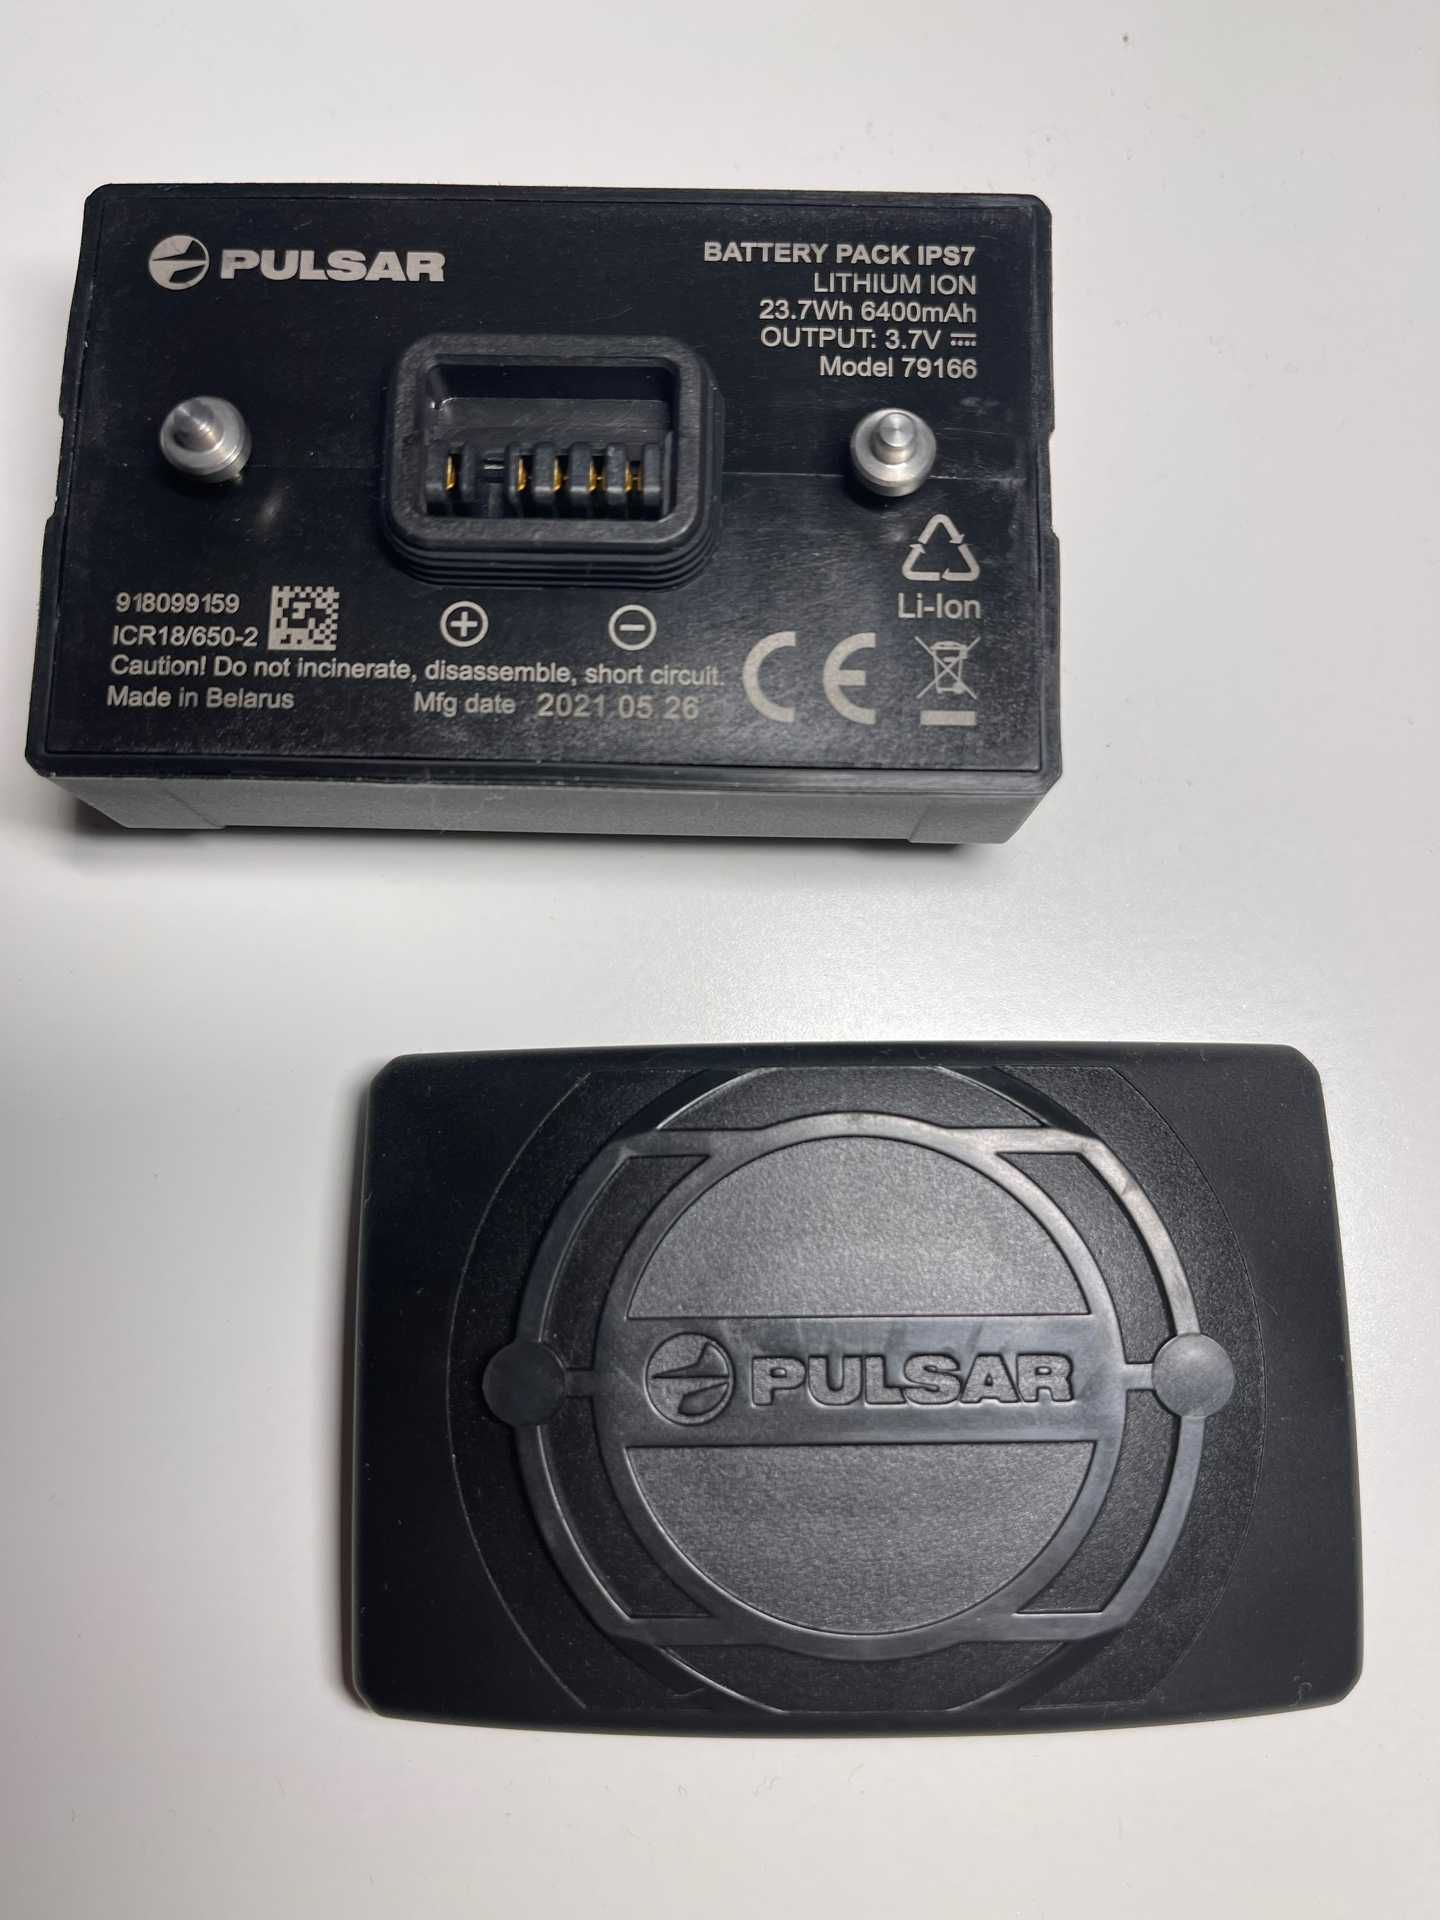 PULSAR
BATTERY PACK IPS7
LITHIUM ION
23.7Wh 6400mAh
OUTPUT: 3.7V
Model 79166
Li-Ion
918099159
ICR18/650-2
Caution! Do not incinerate, disassemble, short circuit.
Made in Belarus Mfg date 2021 05 26
CE
PULSAR